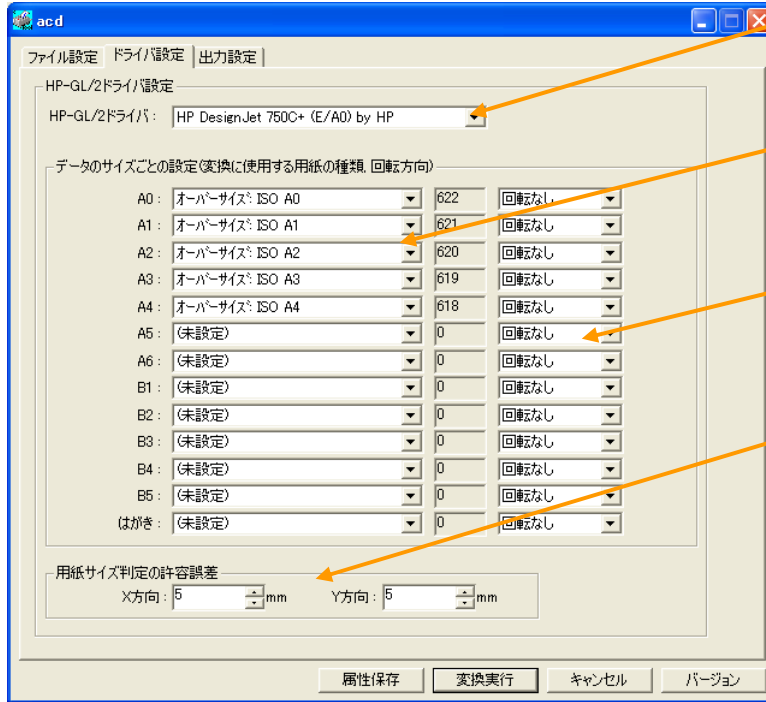 acd
ファイル設定 ドライバ設定 出力設定
HP-GL/2ドライバ設定
HP-GL/2ドライバ： HP DesignJet 750C+ (E/A0) by HP
データのサイズごとの設定(変換に使用する用紙の種類、回転方向)
A0： オーバーサイズ: ISO A0 622 回転なし
A1： オーバーサイズ: ISO A1 621 回転なし
A2： オーバーサイズ: ISO A2 620 回転なし
A3： オーバーサイズ: ISO A3 619 回転なし
A4： オーバーサイズ: ISO A4 618 回転なし
A5： (未設定) 0 回転なし
A6： (未設定) 0 回転なし
B1： (未設定) 0 回転なし
B2： (未設定) 0 回転なし
B3： (未設定) 0 回転なし
B4： (未設定) 0 回転なし
B5： (未設定) 0 回転なし
はがき： (未設定) 0 回転なし
用紙サイズ判定の許容誤差
X方向： 5 mm Y方向： 5 mm
属性保存 変換実行 キャンセル バージョン